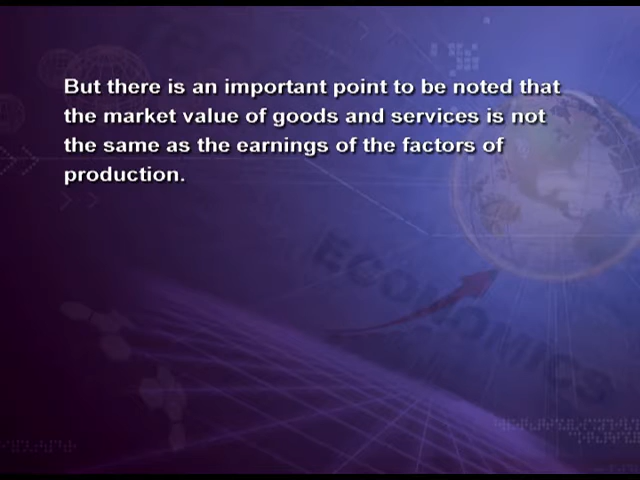 But there is an important point to be noted that
the market value of goods and services is not
the same as the earnings of the factors of
production.
ECONOMICS